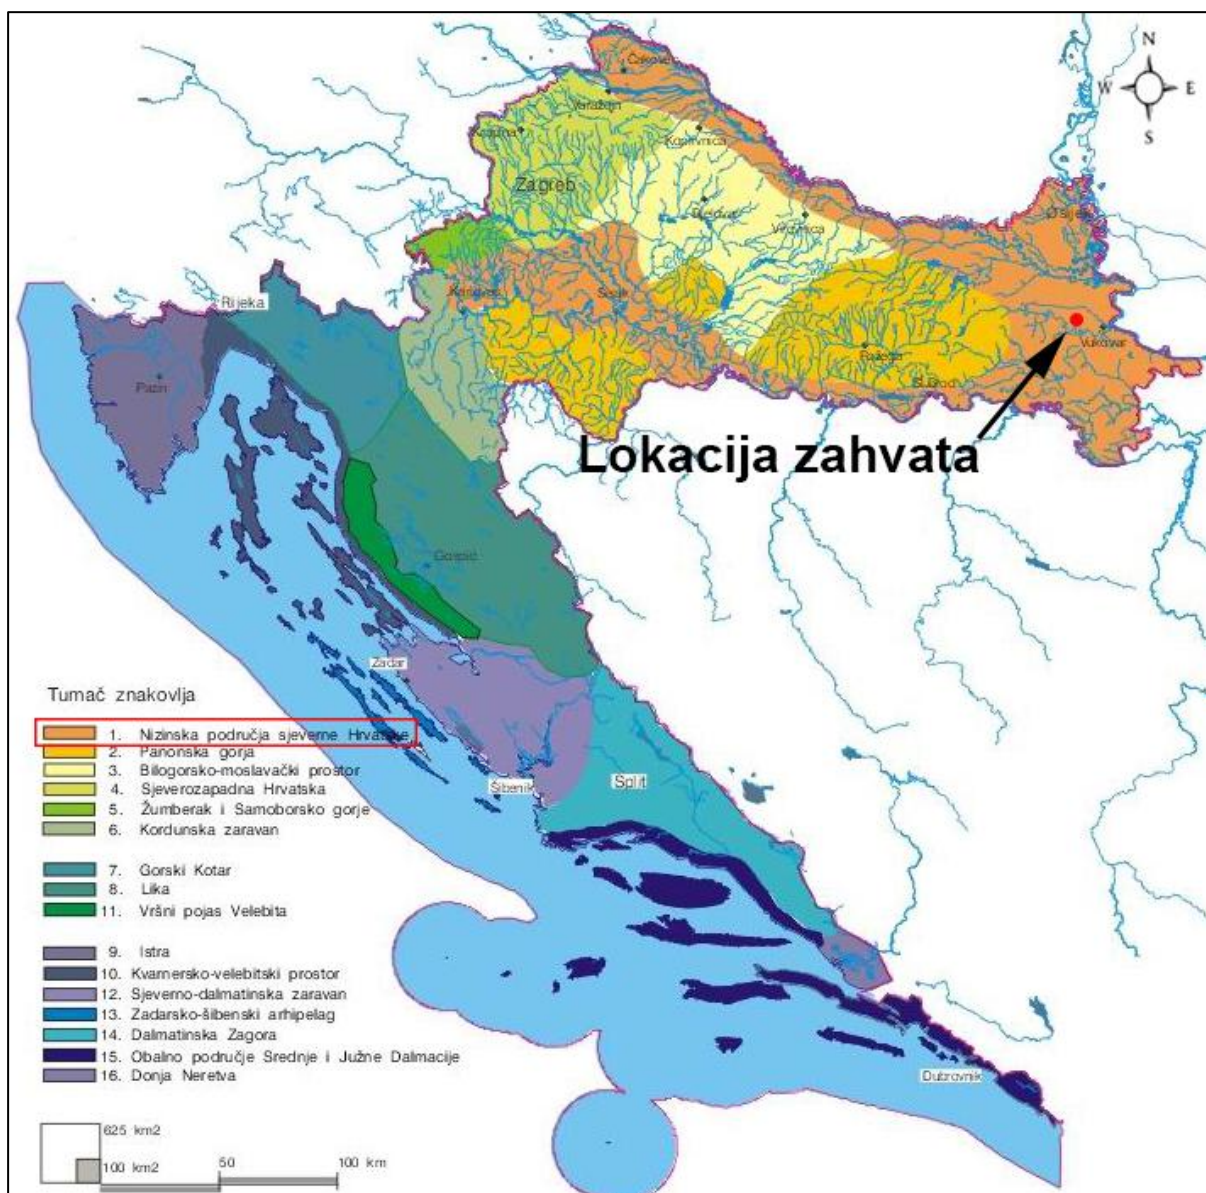 N
W E
S
Čakovec
Varaždin
Krapina
Koprivnica
Zagreb
Bjelovar
Virovitica
Osijek
Karlovac
Sisak
Rijeka
Vukovar
Požega
S.Brod
Pazin
Lokacija zahvata
Gospić
Zadar
Tumač znakovlja
1. Nizinska područja sjeverne Hrvatske
2. Panonska gorja
3. Bilogorsko-moslavački prostor
4. Sjeverozapadna Hrvatska
5. Žumberak i Samoborsko gorje
6. Kordunska zaravan
Šibenik
Split
7. Gorski Kotar
8. Lika
11. Vršni pojas Velebita
9. Istra
10. Kvarnersko-velebitski prostor
12. Sjeverno-dalmatinska zaravan
13. Zadarsko-šibenski arhipelag
14. Dalmatinska Zagora
15. Obalno područje Srednje i Južne Dalmacije
16. Donja Neretva
Dubrovnik
625 km2
100 km2
50
100 km